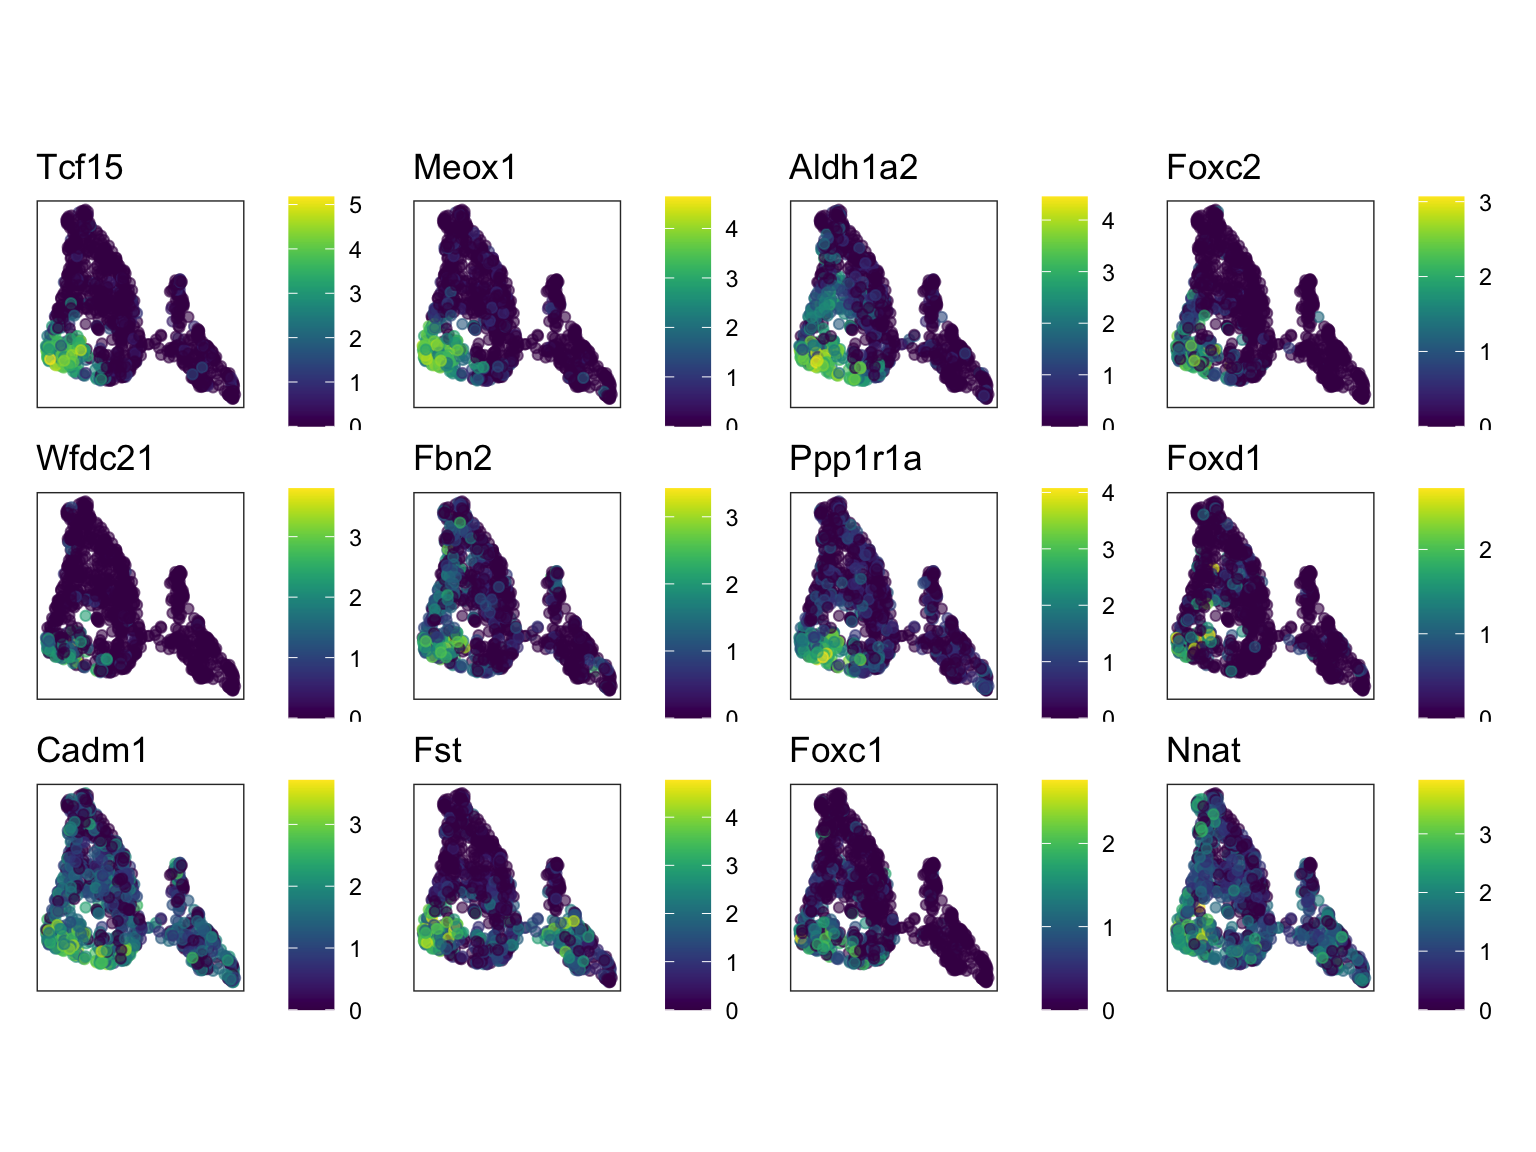 Tcf15 Meox1 Aldh1a2 Foxc2
5 4 3 2 1 0
4 3 2 1 0
4 3 2 1 0
3 2 1 0
Wfdc21 Fbn2 Ppp1r1a Foxd1
3 2 1 0
3 2 1 0
4 3 2 1 0
2 1 0
Cadm1 Fst Foxc1 Nnat
3 2 1 0
4 3 2 1 0
2 1 0
3 2 1 0